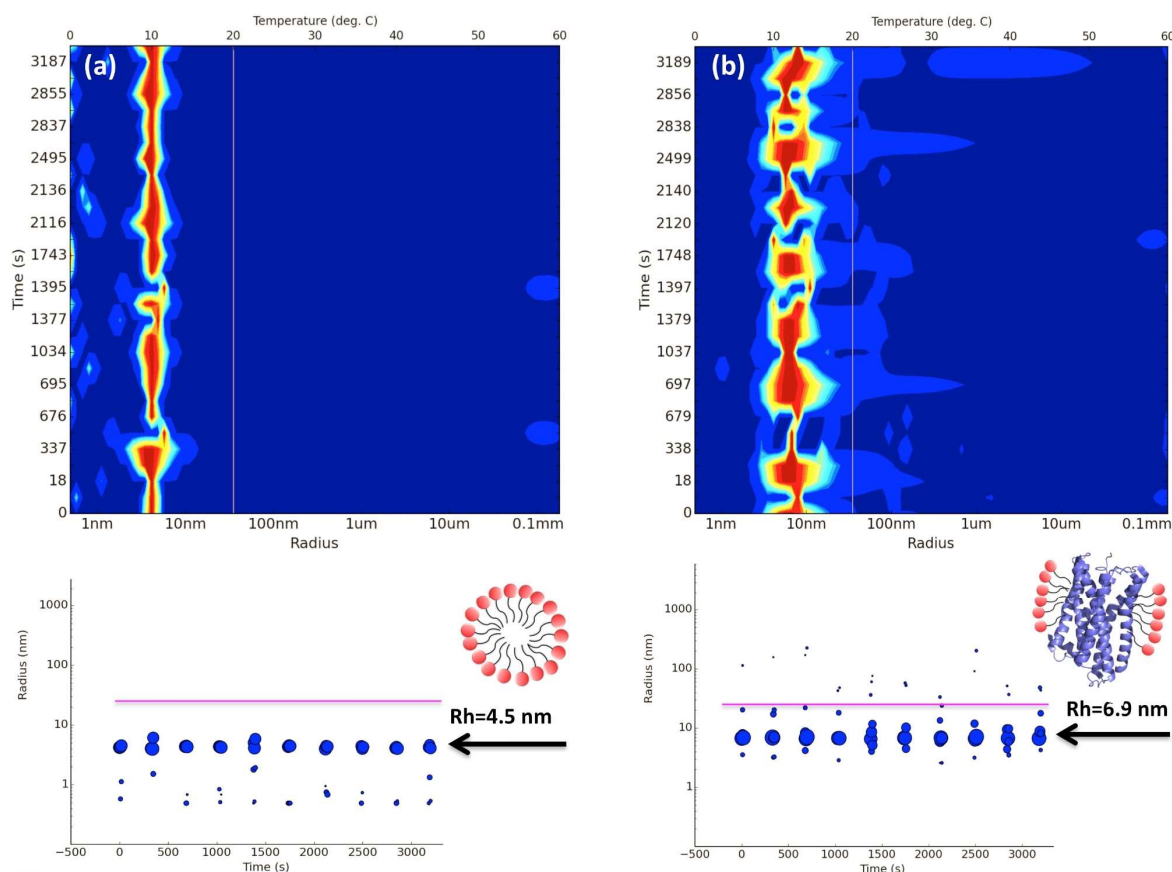 Temperature (deg. C)
0 10 20 30 40 50 60
(a)
3187
2855
2837
2495
2136
2116
1743
1395
1377
1034
695
676
337
18
0
Time (s)
1nm 10nm 100nm 1um 10um 0.1mm
Radius
Temperature (deg. C)
0 10 20 30 40 50 60
(b)
3189
2856
2838
2499
2140
2120
1748
1397
1379
1037
697
679
338
18
0
Time (s)
1nm 10nm 100nm 1um 10um 0.1mm
Radius
1000
100
10
1
Radius (nm)
Rh=4.5 nm
−500 0 500 1000 1500 2000 2500 3000
Time (s)
1000
100
10
1
Radius (nm)
Rh=6.9 nm
−500 0 500 1000 1500 2000 2500 3000
Time (s)